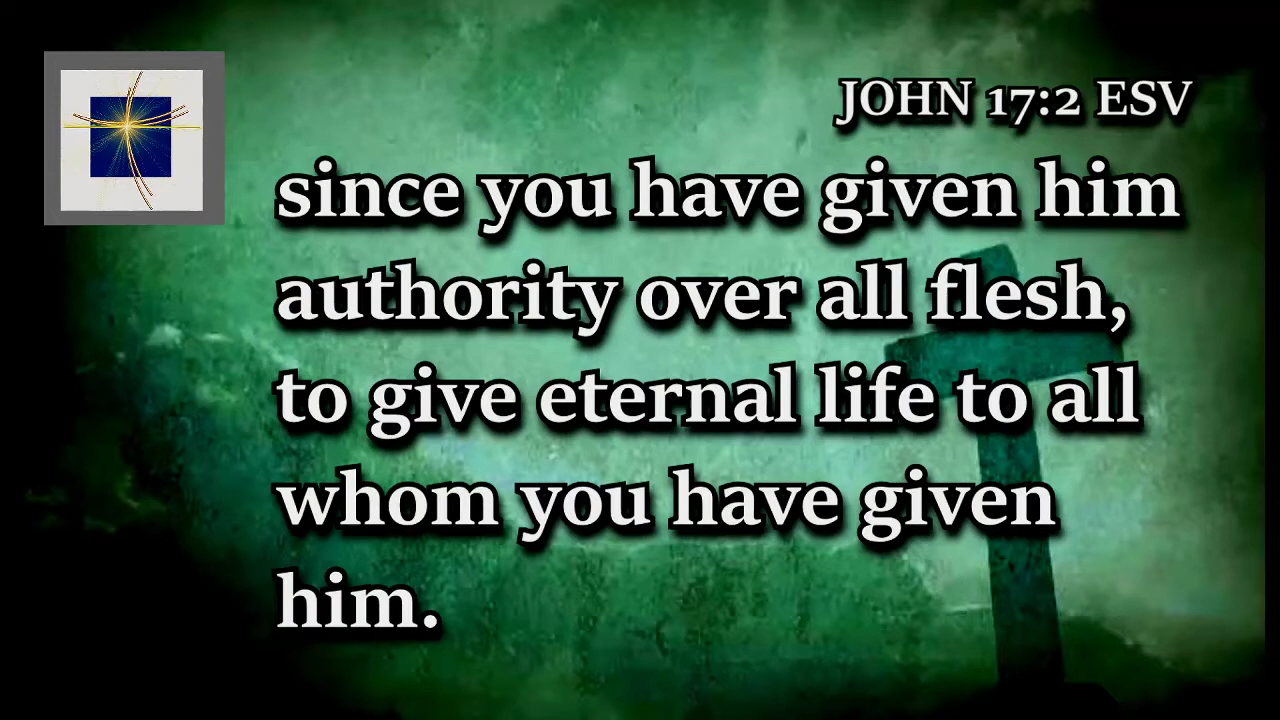 JOHN 17:2 ESV
since you have given him
authority over all flesh,
to give eternal life to all
whom you have given
him.